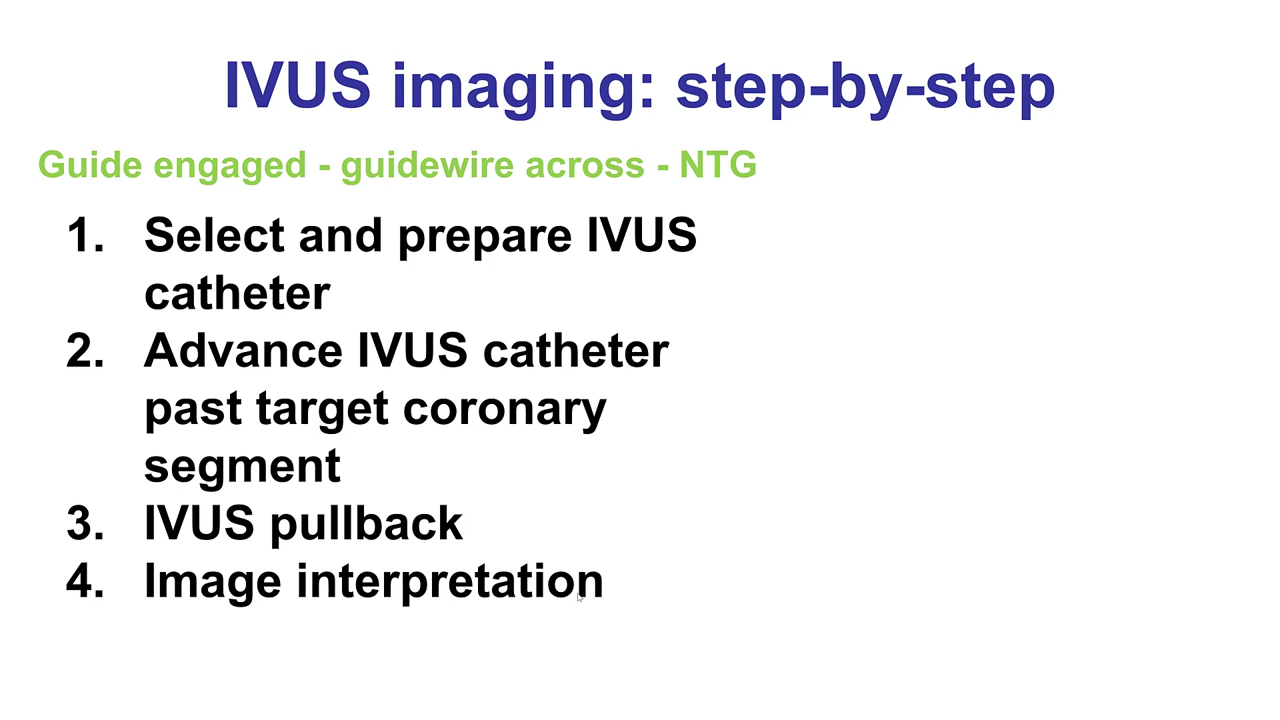 IVUS imaging: step-by-step
Guide engaged - guidewire across - NTG
1. Select and prepare IVUS
catheter
2. Advance IVUS catheter
past target coronary
segment
3. IVUS pullback
4. Image interpretation